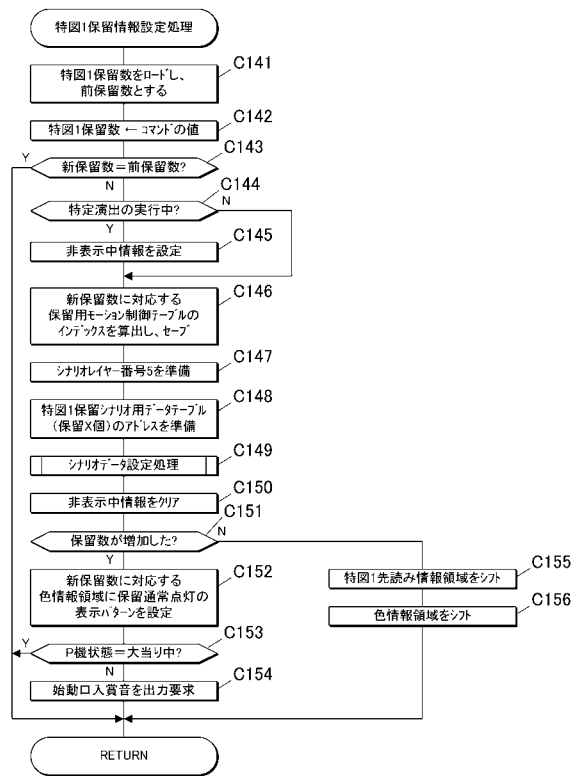 特図1保留情報設定処理
特図1保留数をロードし、
前保留数とする
C141
特図1保留数 ← コマンドの値
C142
新保留数=前保留数?
C143
Y
N
特定演出の実行中?
C144
N
Y
非表示中情報を設定
C145
新保留数に対応する
保留用モーション制御テーブルの
インデックスを算出し、セーブ
C146
シナリオレイヤー番号5を準備
C147
特図1保留シナリオ用データテーブル
(保留X個)のアドレスを準備
C148
シナリオデータ設定処理
C149
非表示中情報をクリア
C150
保留数が増加した?
C151
N
Y
新保留数に対応する
色情報領域に保留通常点灯の
表示パターンを設定
C152
特図1先読み情報領域をシフト
C155
色情報領域をシフト
C156
P機状態=大当り中?
C153
Y
N
始動口入賞音を出力要求
C154
RETURN